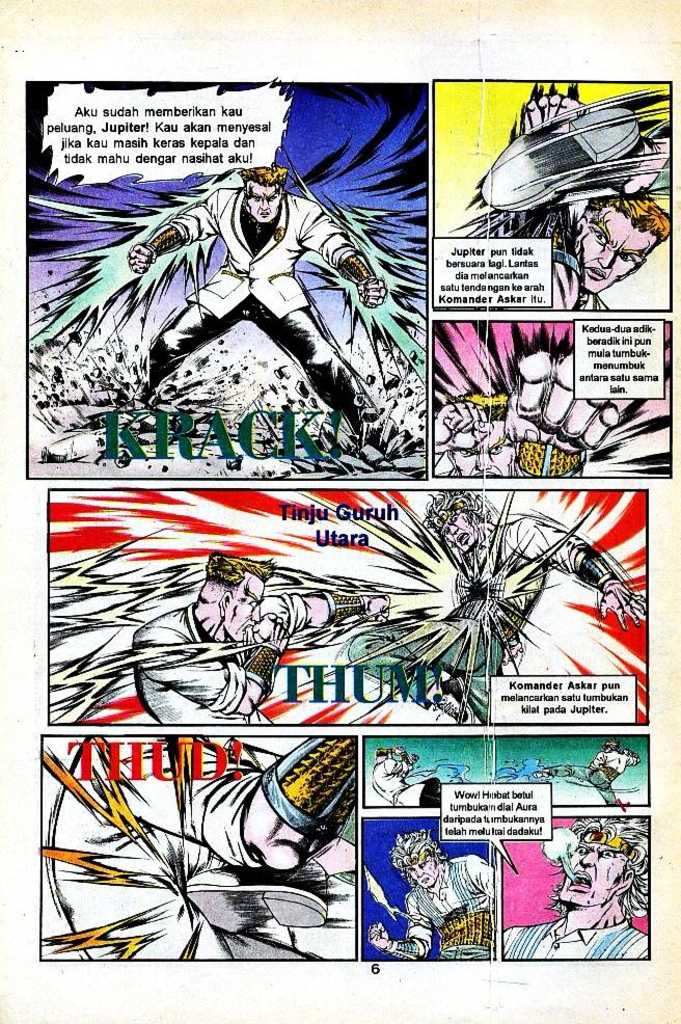 Aku sudah memberikan kau
peluang, Jupiter! Kau akan menyesal
jika kau masih keras kepala dan
tidak mahu dengar nasihat aku!
KRACK!
Jupiter pun tidak
bersuara lagi. Lantas
dia melancarkan
satu tendangan ke arah
Komander Askar itu.
Kedua-dua adik-
beradik ini pun
mula tumbuk-
menumbuk
antara satu sama
lain.
Tinju Guruh
Utara
THUM!
Komander Askar pun
melancarkan satu tumbukan
kilat pada Jupiter.
THUD!
Wow! Hebat betul
tumbukan dia! Aura
daripada tumbukannya
telah melukai dadaku!
6